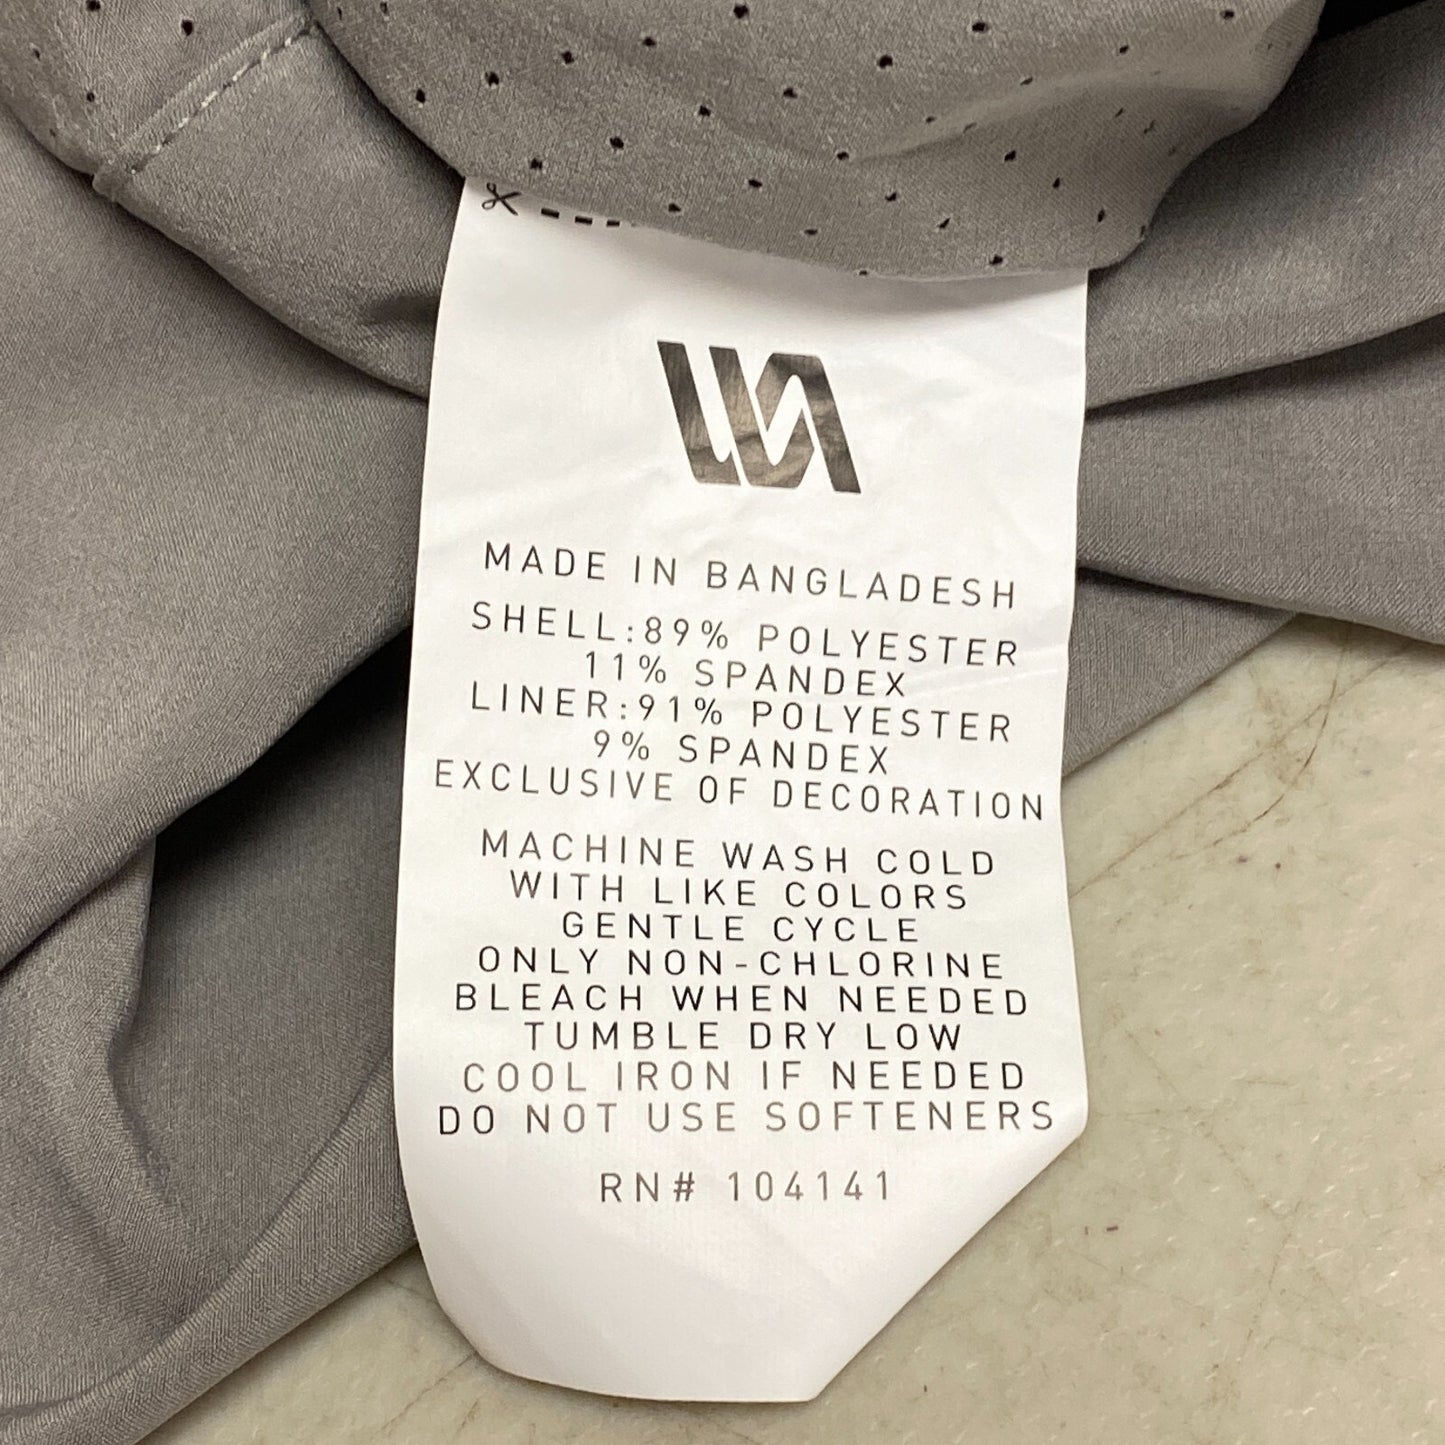 MADE IN BANGLADESH
SHELL:89% POLYESTER
11% SPANDEX
LINER:91% POLYESTER
9% SPANDEX
EXCLUSIVE OF DECORATION
MACHINE WASH COLD
WITH LIKE COLORS
GENTLE CYCLE
ONLY NON-CHLORINE
BLEACH WHEN NEEDED
TUMBLE DRY LOW
COOL IRON IF NEEDED
DO NOT USE SOFTENERS
RN# 104141